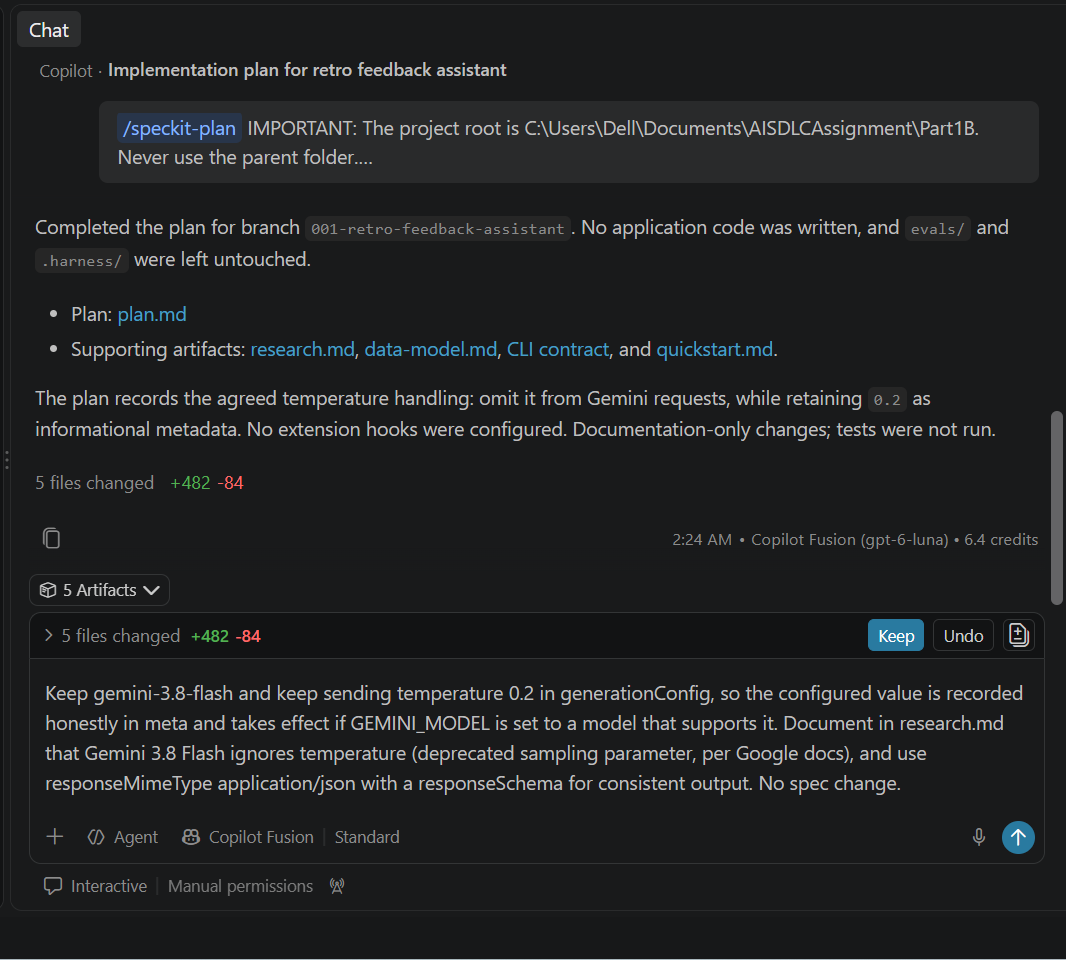 Chat
Copilot · Implementation plan for retro feedback assistant
/speckit-plan IMPORTANT: The project root is C:\Users\Dell\Documents\AISDLCAssignment\Part1B.
Never use the parent folder....
Completed the plan for branch 001-retro-feedback-assistant. No application code was written, and evals/ and
.harness/ were left untouched.
• Plan: plan.md
• Supporting artifacts: research.md, data-model.md, CLI contract, and quickstart.md.
The plan records the agreed temperature handling: omit it from Gemini requests, while retaining 0.2 as
informational metadata. No extension hooks were configured. Documentation-only changes; tests were not run.
5 files changed +482 -84
2:24 AM • Copilot Fusion (gpt-6-luna) • 6.4 credits
5 Artifacts
5 files changed +482 -84 Keep Undo
Keep gemini-3.8-flash and keep sending temperature 0.2 in generationConfig, so the configured value is recorded
honestly in meta and takes effect if GEMINI_MODEL is set to a model that supports it. Document in research.md
that Gemini 3.8 Flash ignores temperature (deprecated sampling parameter, per Google docs), and use
responseMimeType application/json with a responseSchema for consistent output. No spec change.
Agent Copilot Fusion Standard
Interactive Manual permissions